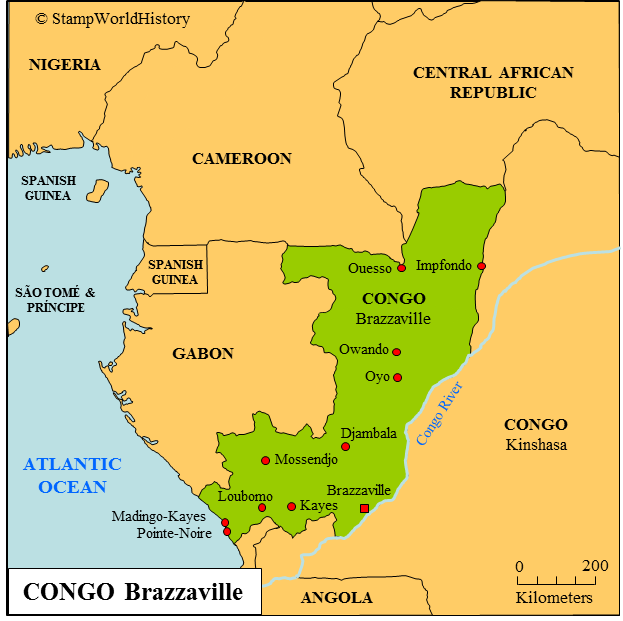 © StampWorldHistory
NIGERIA
CENTRAL AFRICAN
REPUBLIC
CAMEROON
SPANISH
GUINEA
SPANISH
GUINEA
Ouesso
Impfondo
SÃO TOMÉ &
PRÍNCIPE
CONGO
Brazzaville
GABON
Owando
Oyo
Congo River
CONGO
Kinshasa
Djambala
Mossendjo
ATLANTIC
OCEAN
Loubomo
Kayes
Brazzaville
Madingo-Kayes
Pointe-Noire
CONGO Brazzaville
ANGOLA
0 200
Kilometers